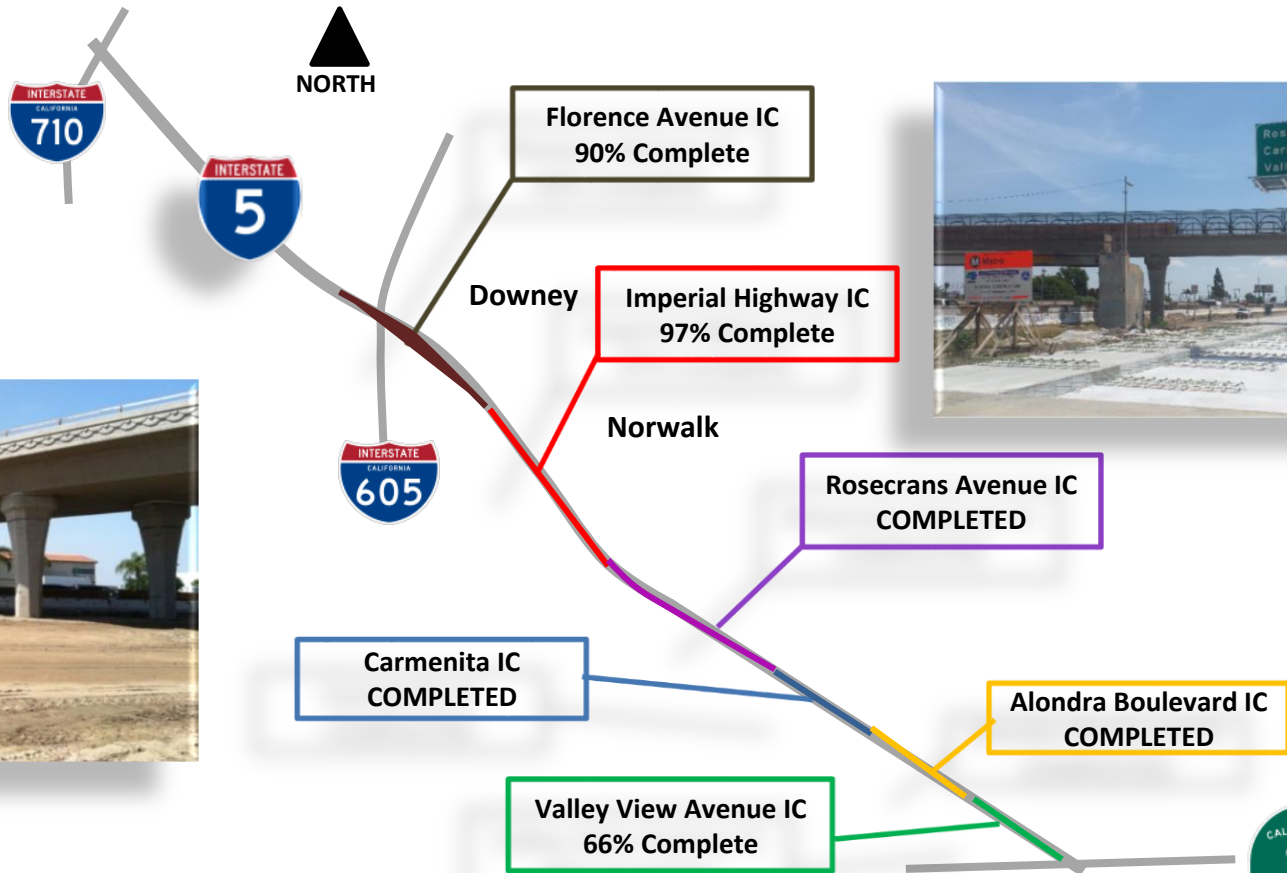 INTERSTATE
CALIFORNIA
710
NORTH
INTERSTATE
5
Florence Avenue IC
90% Complete
Downey
Imperial Highway IC
97% Complete
Metro
Norwalk
INTERSTATE
CALIFORNIA
605
Rosecrans Avenue IC
COMPLETED
Carmenita IC
COMPLETED
Alondra Boulevard IC
COMPLETED
Valley View Avenue IC
66% Complete